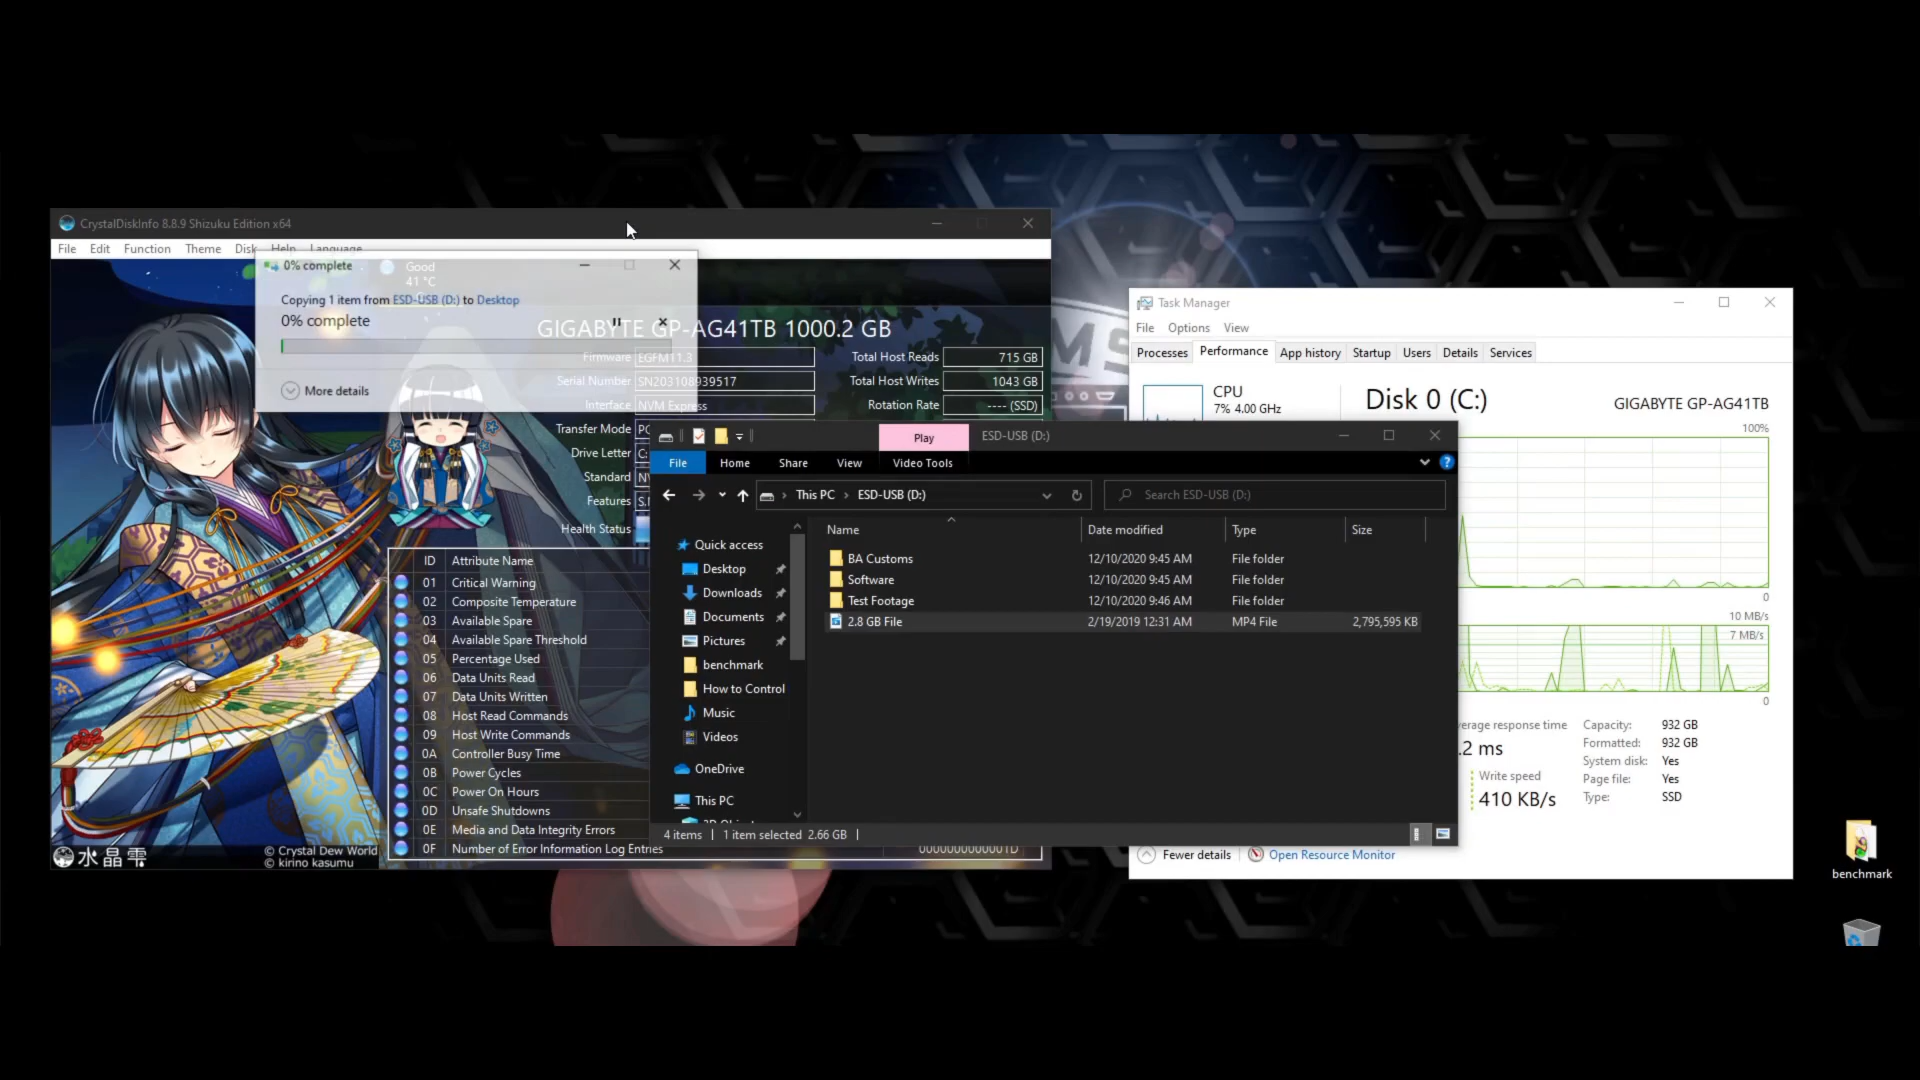 CrystalDiskInfo 8.8.9 Shizuku Edition x64
File Edit Function Theme Disk Help Language
Good
41 °C
0% complete
Copying 1 item from ESD-USB (D:) to Desktop
0% complete
More details
GIGABYTE GP-AG41TB 1000.2 GB
Firmware EGFM11.3
Serial Number SN203108939517
Interface NVM Express
Transfer Mode
Drive Letter C:
Standard
Features
Health Status
Total Host Reads 715 GB
Total Host Writes 1043 GB
Rotation Rate ---- (SSD)
ID Attribute Name
01 Critical Warning
02 Composite Temperature
03 Available Spare
04 Available Spare Threshold
05 Percentage Used
06 Data Units Read
07 Data Units Written
08 Host Read Commands
09 Host Write Commands
0A Controller Busy Time
0B Power Cycles
0C Power On Hours
0D Unsafe Shutdowns
0E Media and Data Integrity Errors
0F Number of Error Information Log Entries
水晶雫
© Crystal Dew World
© kirino kasumu
Play ESD-USB (D:)
File Home Share View Video Tools
This PC › ESD-USB (D:)
Search ESD-USB (D:)
Quick access
Desktop
Downloads
Documents
Pictures
benchmark
How to Control
Music
Videos
OneDrive
This PC
Name Date modified Type Size
BA Customs 12/10/2020 9:45 AM File folder
Software 12/10/2020 9:45 AM File folder
Test Footage 12/10/2020 9:46 AM File folder
2.8 GB File 2/19/2019 12:31 AM MP4 File 2,795,595 KB
4 items 1 item selected 2.66 GB
Task Manager
File Options View
Processes Performance App history Startup Users Details Services
CPU
7% 4.00 GHz
Disk 0 (C:) GIGABYTE GP-AG41TB
100%
0
10 MB/s
7 MB/s
0
verage response time
.2 ms
Write speed
410 KB/s
Capacity: 932 GB
Formatted: 932 GB
System disk: Yes
Page file: Yes
Type: SSD
Fewer details Open Resource Monitor
benchmark